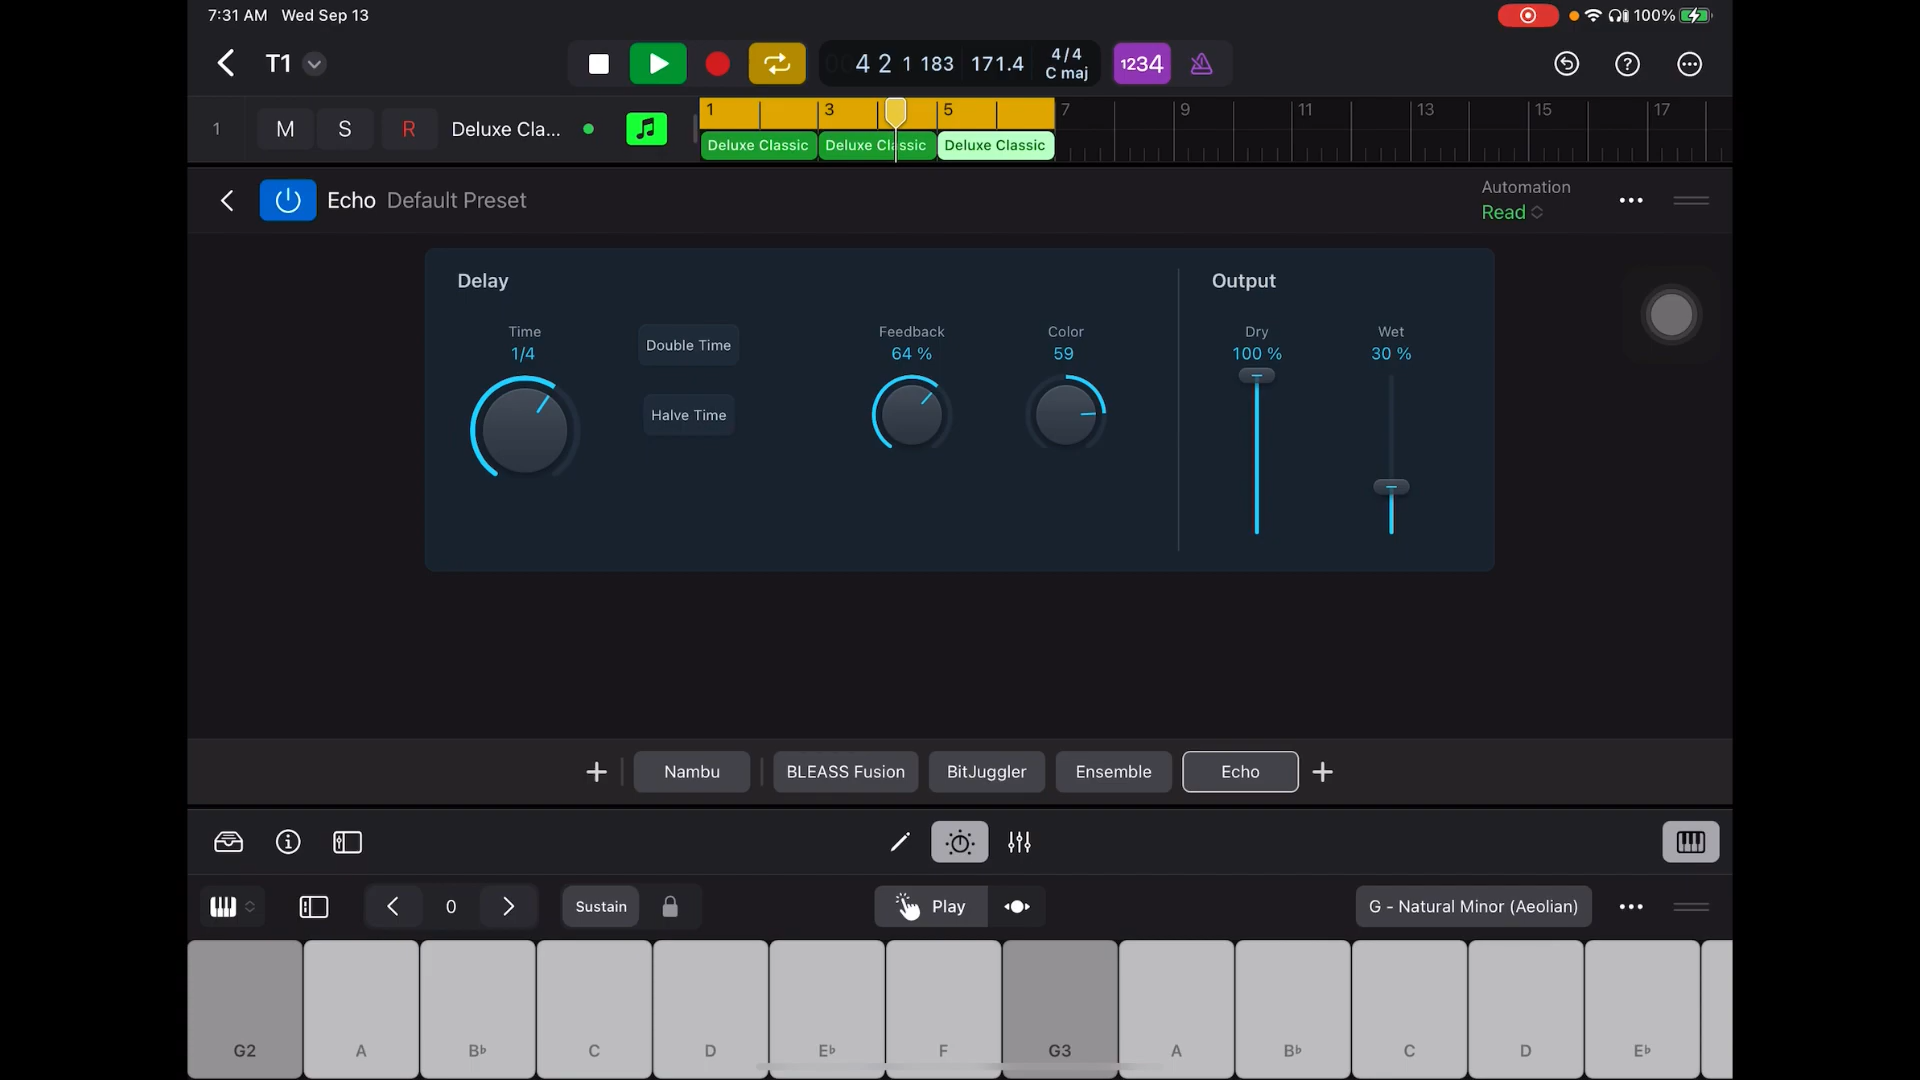 7:31 AM Wed Sep 13
100%
T1
4 2 1 183 171.4
4/4
C maj
1234
1 M S R Deluxe Cla...
1 3 5 7 9 11 13 15 17
Deluxe Classic Deluxe Classic Deluxe Classic
Echo Default Preset
Automation
Read
Delay
Output
Time
1/4
Double Time
Halve Time
Feedback
64 %
Color
59
Dry
100 %
Wet
30 %
Nambu BLEASS Fusion BitJuggler Ensemble Echo
0 Sustain Play G - Natural Minor (Aeolian)
G2 A B♭ C D E♭ F G3 A B♭ C D E♭